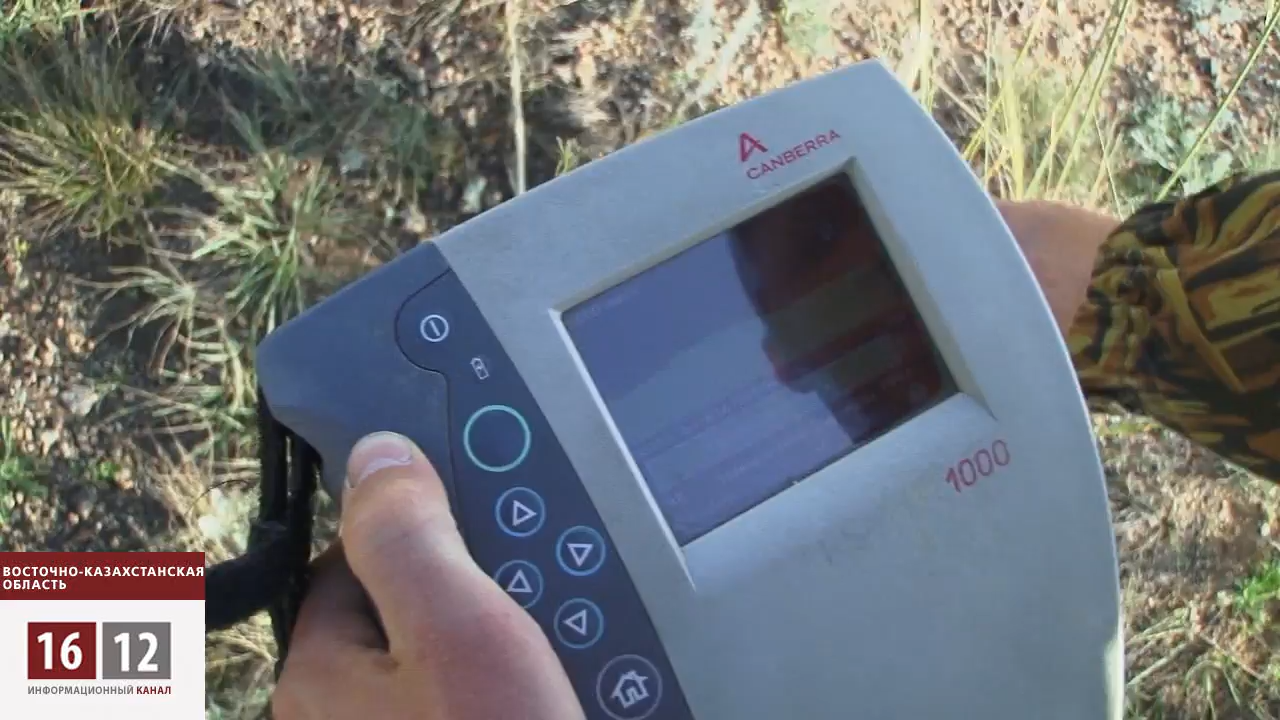 CANBERRA
1000
ВОСТОЧНО-КАЗАХСТАНСКАЯ
ОБЛАСТЬ
16 12
ИНФОРМАЦИОННЫЙ КАНАЛ